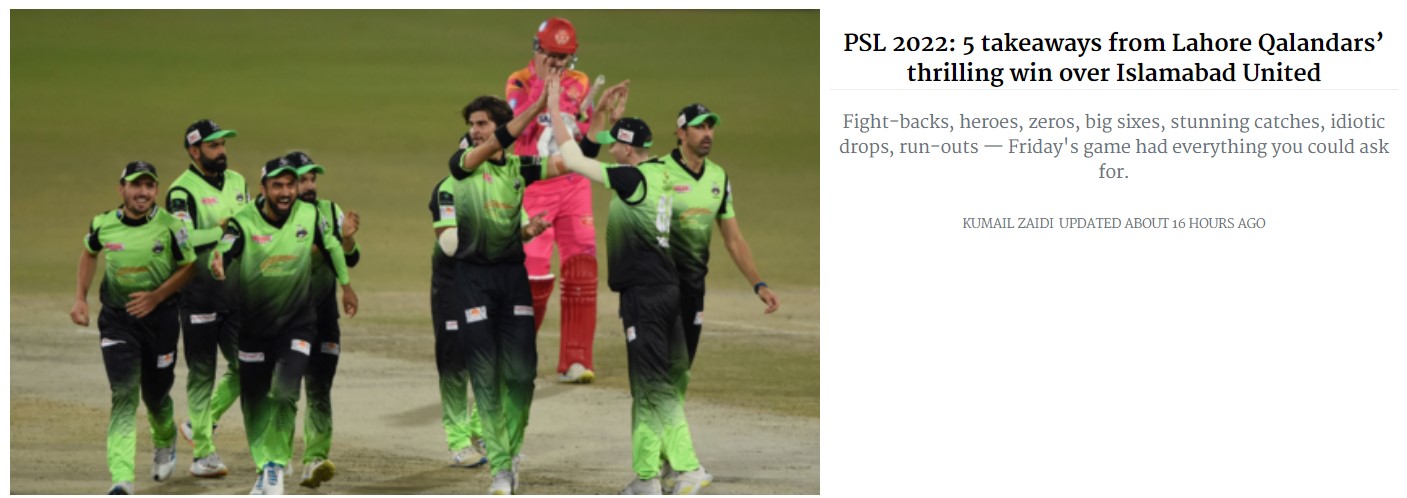 PSL 2022: 5 takeaways from Lahore Qalandars’
thrilling win over Islamabad United
Fight-backs, heroes, zeros, big sixes, stunning catches, idiotic
drops, run-outs — Friday's game had everything you could ask
for.
KUMAIL ZAIDI UPDATED ABOUT 16 HOURS AGO